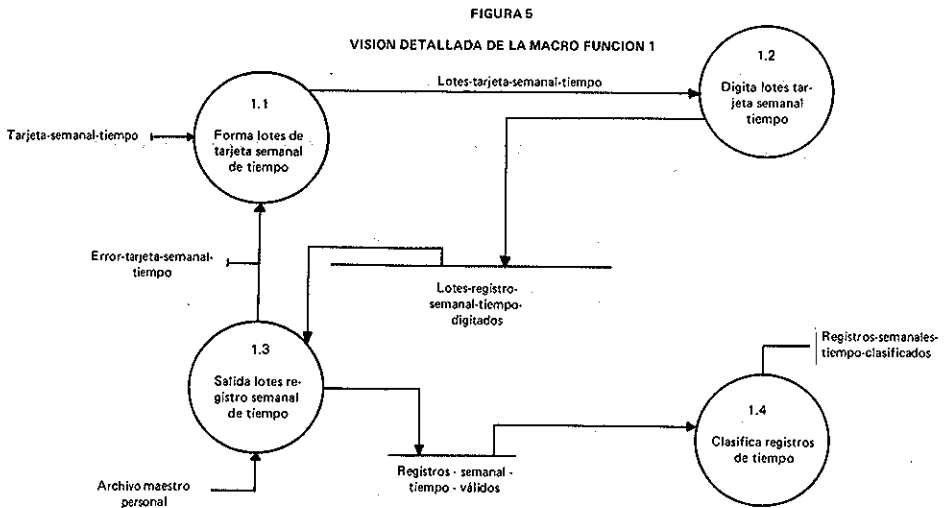 FIGURA 5
VISION DETALLADA DE LA MACRO FUNCION 1
1.1
Forma lotes de
tarjeta semanal
de tiempo
Lotes-tarjeta-semanal-tiempo
1.2
Digita lotes tar-
jeta semanal
tiempo
Tarjeta-semanal-tiempo
Error-tarjeta-semanal-
tiempo
Lotes-registro-
semanal-tiempo-
digitados
1.3
Salida lotes re-
gistro semanal
de tiempo
Registros-semanales-
tiempo-clasificados
1.4
Clasifica registros
de tiempo
Registros - semanal -
tiempo - válidos
Archivo maestro
personal